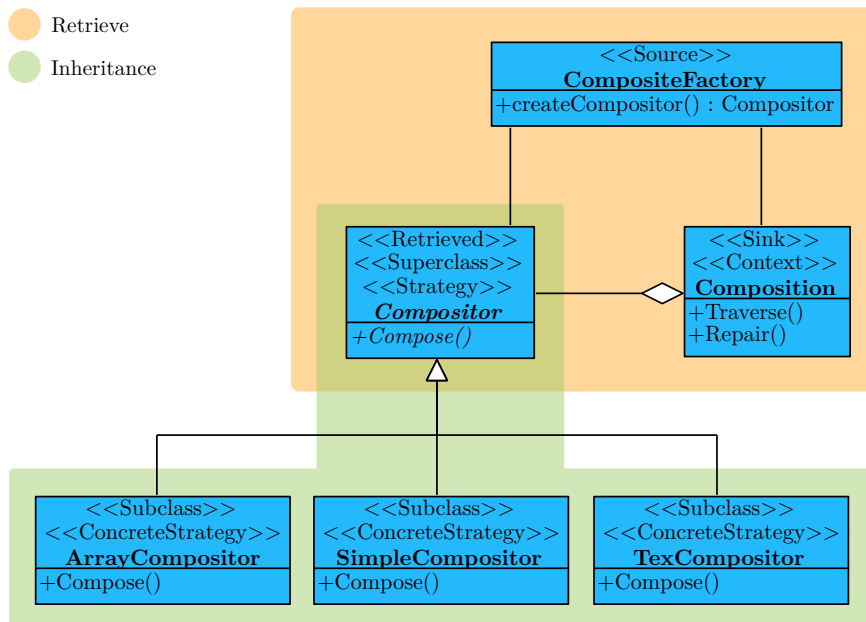 Retrieve
Inheritance
<<Source>>
CompositeFactory
+createCompositor() : Compositor
<<Retrieved>>
<<Superclass>>
<<Strategy>>
Compositor
+Compose()
<<Sink>>
<<Context>>
Composition
+Traverse()
+Repair()
<<Subclass>>
<<ConcreteStrategy>>
ArrayCompositor
+Compose()
<<Subclass>>
<<ConcreteStrategy>>
SimpleCompositor
+Compose()
<<Subclass>>
<<ConcreteStrategy>>
TexCompositor
+Compose()